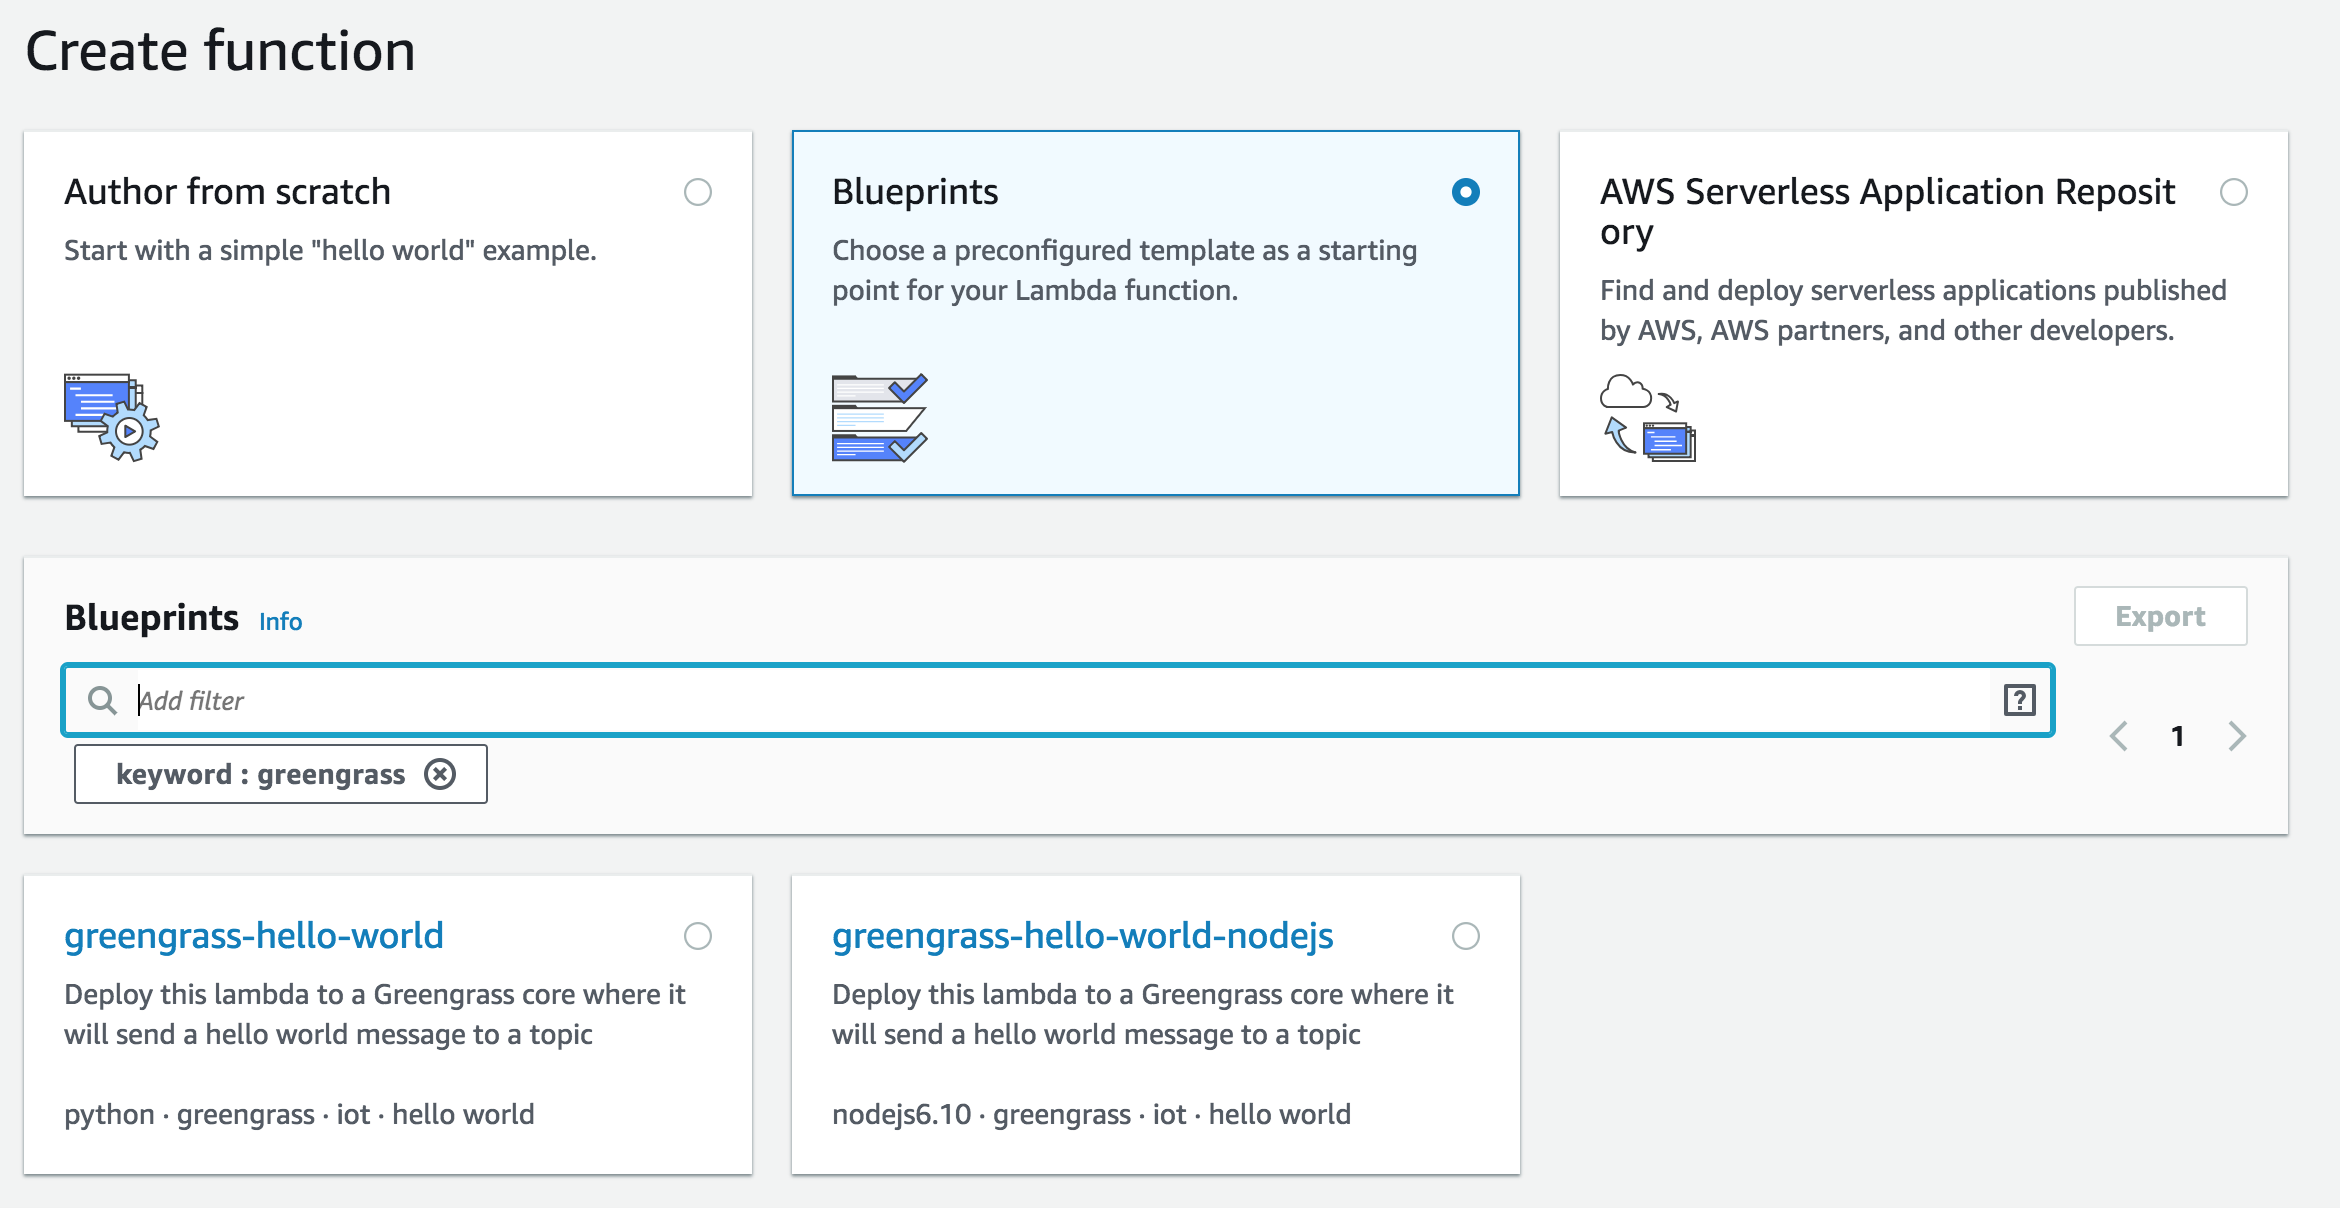 Create function
Author from scratch
Start with a simple "hello world" example.
Blueprints
Choose a preconfigured template as a starting
point for your Lambda function.
AWS Serverless Application Reposit
ory
Find and deploy serverless applications published
by AWS, AWS partners, and other developers.
Blueprints Info
Export
Add filter
?
1
keyword : greengrass
greengrass-hello-world
Deploy this lambda to a Greengrass core where it
will send a hello world message to a topic
python · greengrass · iot · hello world
greengrass-hello-world-nodejs
Deploy this lambda to a Greengrass core where it
will send a hello world message to a topic
nodejs6.10 · greengrass · iot · hello world